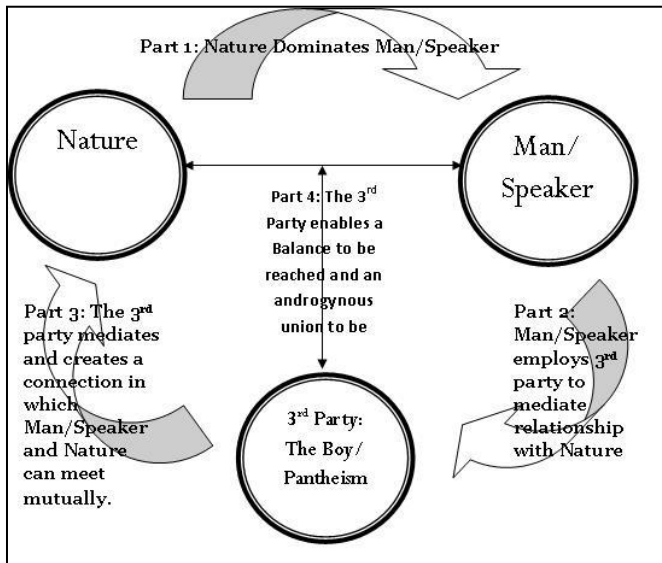 Part 1: Nature Dominates Man/Speaker
Nature
Man/
Speaker
Part 4: The 3rd
Party enables a
Balance to be
reached and an
androgynous
union to be
Part 3: The 3rd
party mediates
and creates a
connection in
which
Man/Speaker
and Nature
can meet
mutually.
Part 2:
Man/Speaker
employs 3rd
party to
mediate
relationship
with Nature
3rd Party:
The Boy/
Pantheism